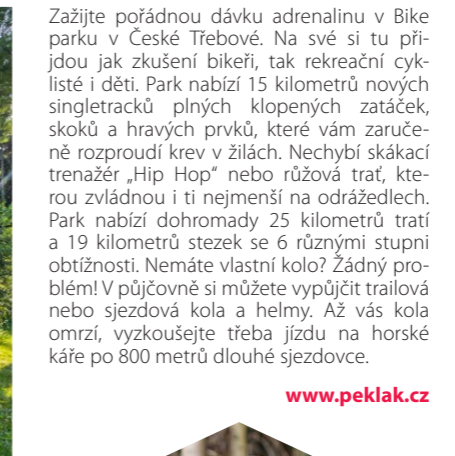 Zažijte pořádnou dávku adrenalinu v Bike
parku v České Třebové. Na své si tu při-
jdou jak zkušení bikeři, tak rekreační cyk-
listé i děti. Park nabízí 15 kilometrů nových
singletracků plných klopených zatáček,
skoků a hravých prvků, které vám zaruče-
ně rozproudí krev v žilách. Nechybí skákací
trenažér „Hip Hop“ nebo růžová trať, kte-
rou zvládnou i ti nejmenší na odrážedlech.
Park nabízí dohromady 25 kilometrů tratí
a 19 kilometrů stezek se 6 různými stupni
obtížnosti. Nemáte vlastní kolo? Žádný pro-
blém! V půjčovně si můžete vypůjčit trailová
nebo sjezdová kola a helmy. Až vás kola
omrzí, vyzkoušejte třeba jízdu na horské
káře po 800 metrů dlouhé sjezdovce.
www.peklak.cz